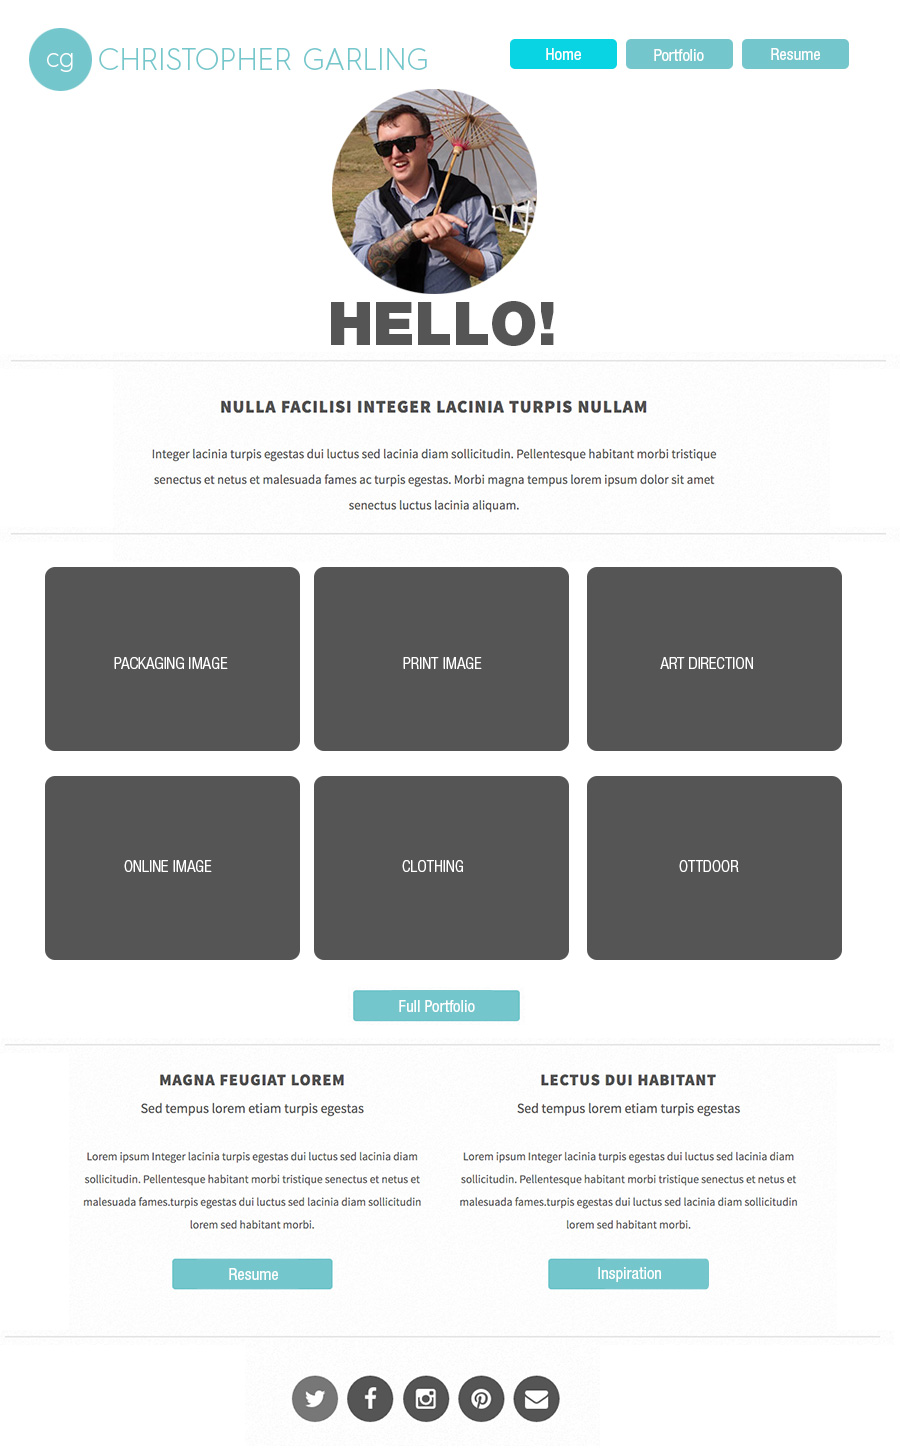 cg CHRISTOPHER GARLING
Home Portfolio Resume
HELLO!
NULLA FACILISI INTEGER LACINIA TURPIS NULLAM
Integer lacinia turpis egestas dui luctus sed lacinia diam sollicitudin. Pellentesque habitant morbi tristique
senectus et netus et malesuada fames ac turpis egestas. Morbi magna tempus lorem ipsum dolor sit amet
senectus luctus lacinia aliquam.
PACKAGING IMAGE
PRINT IMAGE
ART DIRECTION
ONLINE IMAGE
CLOTHING
OTTDOOR
Full Portfolio
MAGNA FEUGIAT LOREM
Sed tempus lorem etiam turpis egestas
Lorem ipsum Integer lacinia turpis egestas dui luctus sed lacinia diam
sollicitudin. Pellentesque habitant morbi tristique senectus et netus et
malesuada fames.turpis egestas dui luctus sed lacinia diam sollicitudin
lorem sed habitant morbi.
Resume
LECTUS DUI HABITANT
Sed tempus lorem etiam turpis egestas
Lorem ipsum Integer lacinia turpis egestas dui luctus sed lacinia diam
sollicitudin. Pellentesque habitant morbi tristique senectus et netus et
malesuada fames.turpis egestas dui luctus sed lacinia diam sollicitudin
lorem sed habitant morbi.
Inspiration